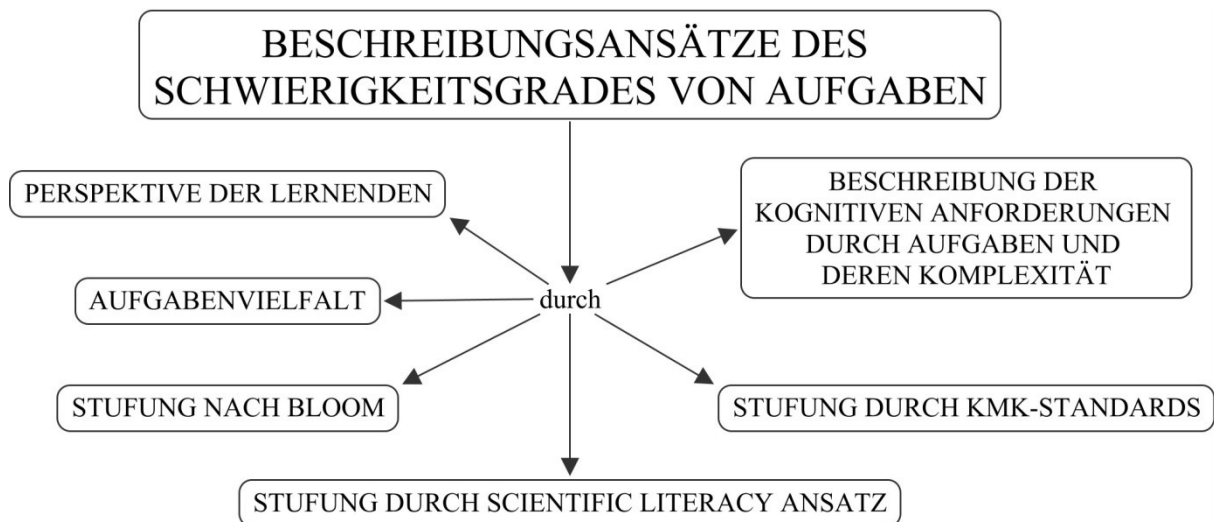 BESCHREIBUNGSANSÄTZE DES
SCHWIERIGKEITSGRADES VON AUFGABEN
PERSPEKTIVE DER LERNENDEN
BESCHREIBUNG DER
KOGNITIVEN ANFORDERUNGEN
DURCH AUFGABEN UND
DEREN KOMPLEXITÄT
AUFGABENVIELFALT
durch
STUFUNG NACH BLOOM
STUFUNG DURCH KMK-STANDARDS
STUFUNG DURCH SCIENTIFIC LITERACY ANSATZ